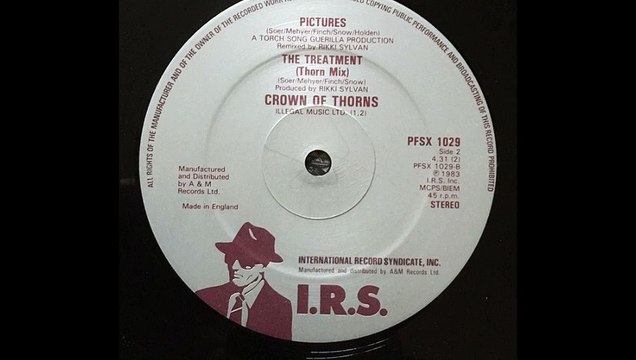 PICTURES
(Soer/Mehyer/Finch/Snow/Holden)
A TORCH SONG GUERILLA PRODUCTION
Remixed by RIKKI SYLVAN
THE TREATMENT
(Thorn Mix)
(Soer/Mehyer/Finch/Snow)
Produced by RIKKI SYLVAN
CROWN OF THORNS
ILLEGAL MUSIC LTD. (1,2)
PFSX 1029
Side 2
4.31 (2)
PFSX 1029-B
℗ 1983
I.R.S. Inc.
MCPS/BIEM
45 r.p.m.
STEREO
Manufactured
and Distributed
by A & M
Records Ltd.
Made in England
INTERNATIONAL RECORD SYNDICATE, INC.
Manufactured and distributed by A&M Records Ltd.
I.R.S.
ALL RIGHTS OF THE MANUFACTURER AND OF THE OWNER OF THE RECORDED WORK
COPYING PUBLIC PERFORMANCE AND BROADCASTING OF THIS RECORD PROHIBITED